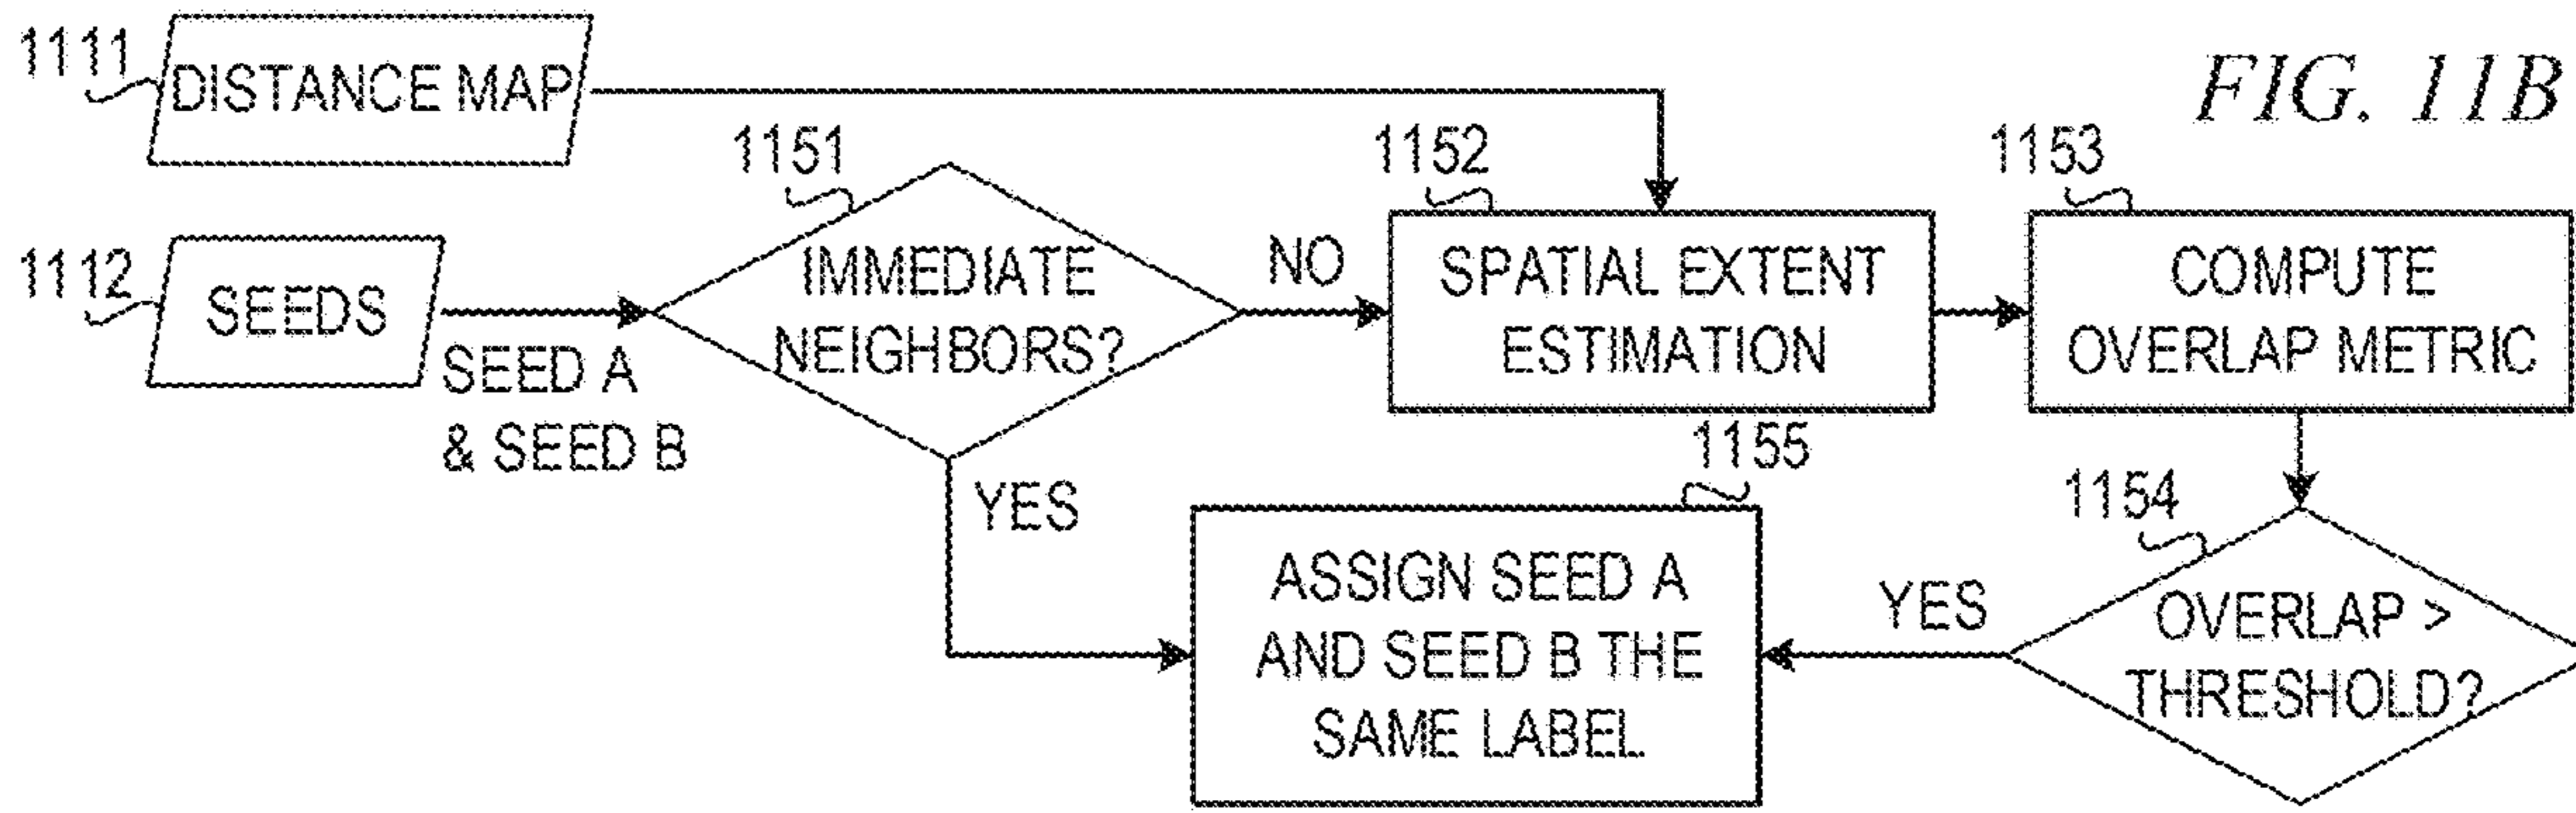 1111
DISTANCE MAP
FIG. 11B
1112
SEEDS
SEED A
& SEED B
1151
IMMEDIATE
NEIGHBORS?
NO
YES
1152
SPATIAL EXTENT
ESTIMATION
1153
COMPUTE
OVERLAP METRIC
1154
OVERLAP >
THRESHOLD?
YES
1155
ASSIGN SEED A
AND SEED B THE
SAME LABEL